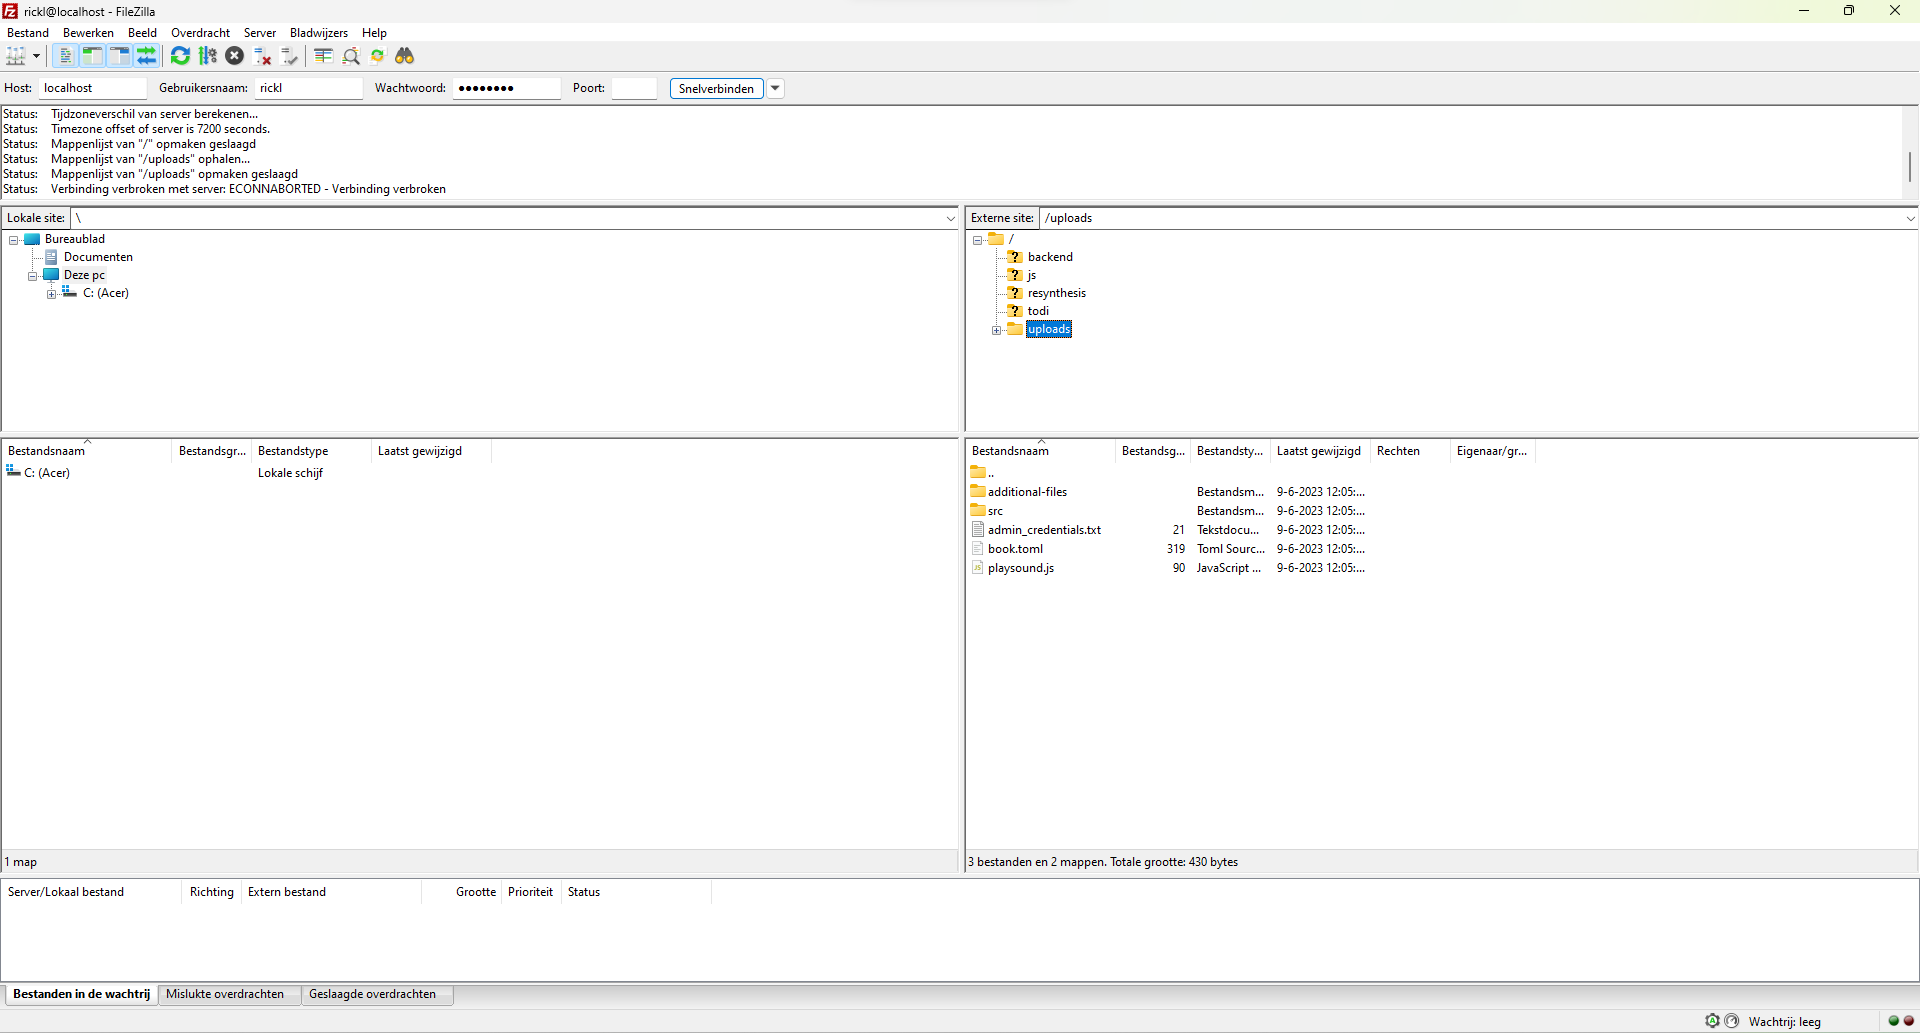 rickl@localhost - FileZilla
Bestand Bewerken Beeld Overdracht Server Bladwijzers Help
Host: localhost Gebruikersnaam: rickl Wachtwoord: ●●●●●●●● Poort: Snelverbinden
Status: Tijdzoneverschil van server berekenen...
Status: Timezone offset of server is 7200 seconds.
Status: Mappenlijst van "/" opmaken geslaagd
Status: Mappenlijst van "/uploads" ophalen...
Status: Mappenlijst van "/uploads" opmaken geslaagd
Status: Verbinding verbroken met server: ECONNABORTED - Verbinding verbroken
Lokale site: \
Bureaublad
Documenten
Deze pc
C: (Acer)
Externe site: /uploads
/
backend
js
resynthesis
todi
uploads
Bestandsnaam Bestandsgr... Bestandstype Laatst gewijzigd
C: (Acer) Lokale schijf
1 map
Bestandsnaam Bestandsg... Bestandsty... Laatst gewijzigd Rechten Eigenaar/gr...
..
additional-files Bestandsm... 9-6-2023 12:05:...
src Bestandsm... 9-6-2023 12:05:...
admin_credentials.txt 21 Tekstdocu... 9-6-2023 12:05:...
book.toml 319 Toml Sourc... 9-6-2023 12:05:...
playsound.js 90 JavaScript ... 9-6-2023 12:05:...
3 bestanden en 2 mappen. Totale grootte: 430 bytes
Server/Lokaal bestand Richting Extern bestand Grootte Prioriteit Status
Bestanden in de wachtrij Mislukte overdrachten Geslaagde overdrachten
Wachtrij: leeg